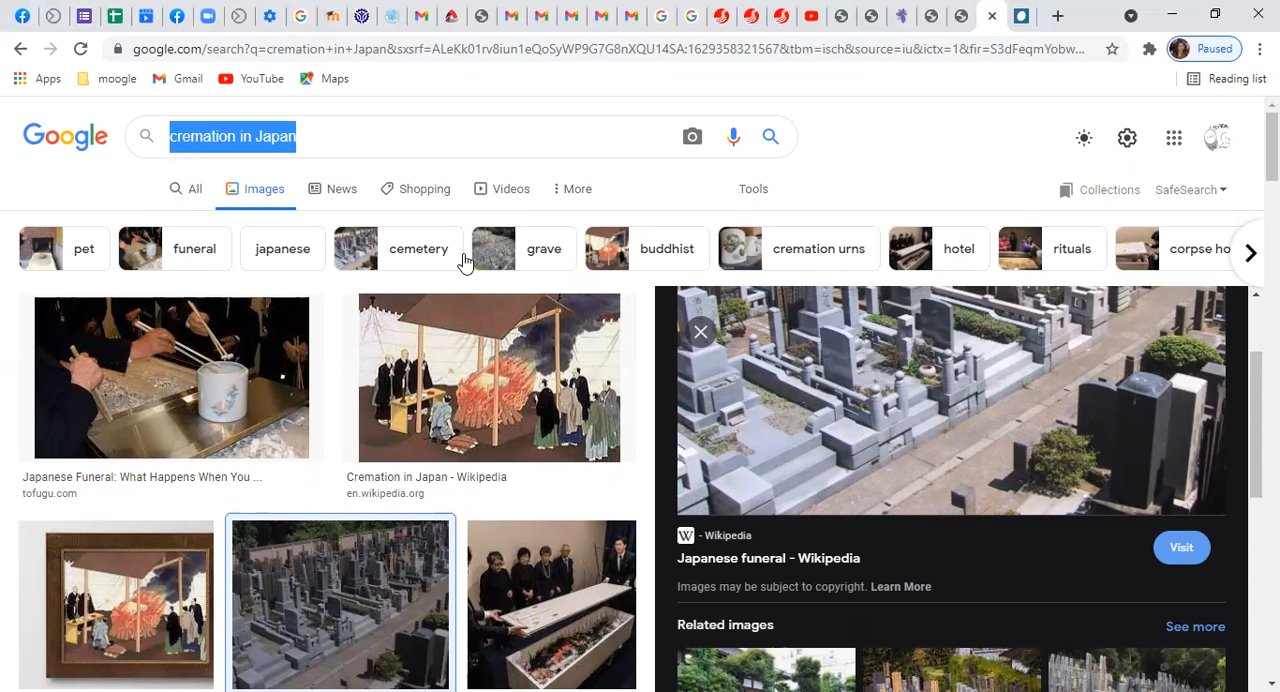 google.com/search?q=cremation+in+Japan&sxsrf=ALeKk01rv8iun1eQoSyWP9G7G8nXQU14SA:1629358321567&tbm=isch&source=iu&ictx=1&fir=S3dFeqmYobw...
Paused
Apps
moogle
Gmail
YouTube
Maps
Reading list
Google
cremation in Japan
All
Images
News
Shopping
Videos
More
Tools
Collections
SafeSearch
pet
funeral
japanese
cemetery
grave
buddhist
cremation urns
hotel
rituals
corpse ho
Japanese Funeral: What Happens When You ...
tofugu.com
Cremation in Japan - Wikipedia
en.wikipedia.org
W - Wikipedia
Japanese funeral - Wikipedia
Visit
Images may be subject to copyright. Learn More
Related images
See more